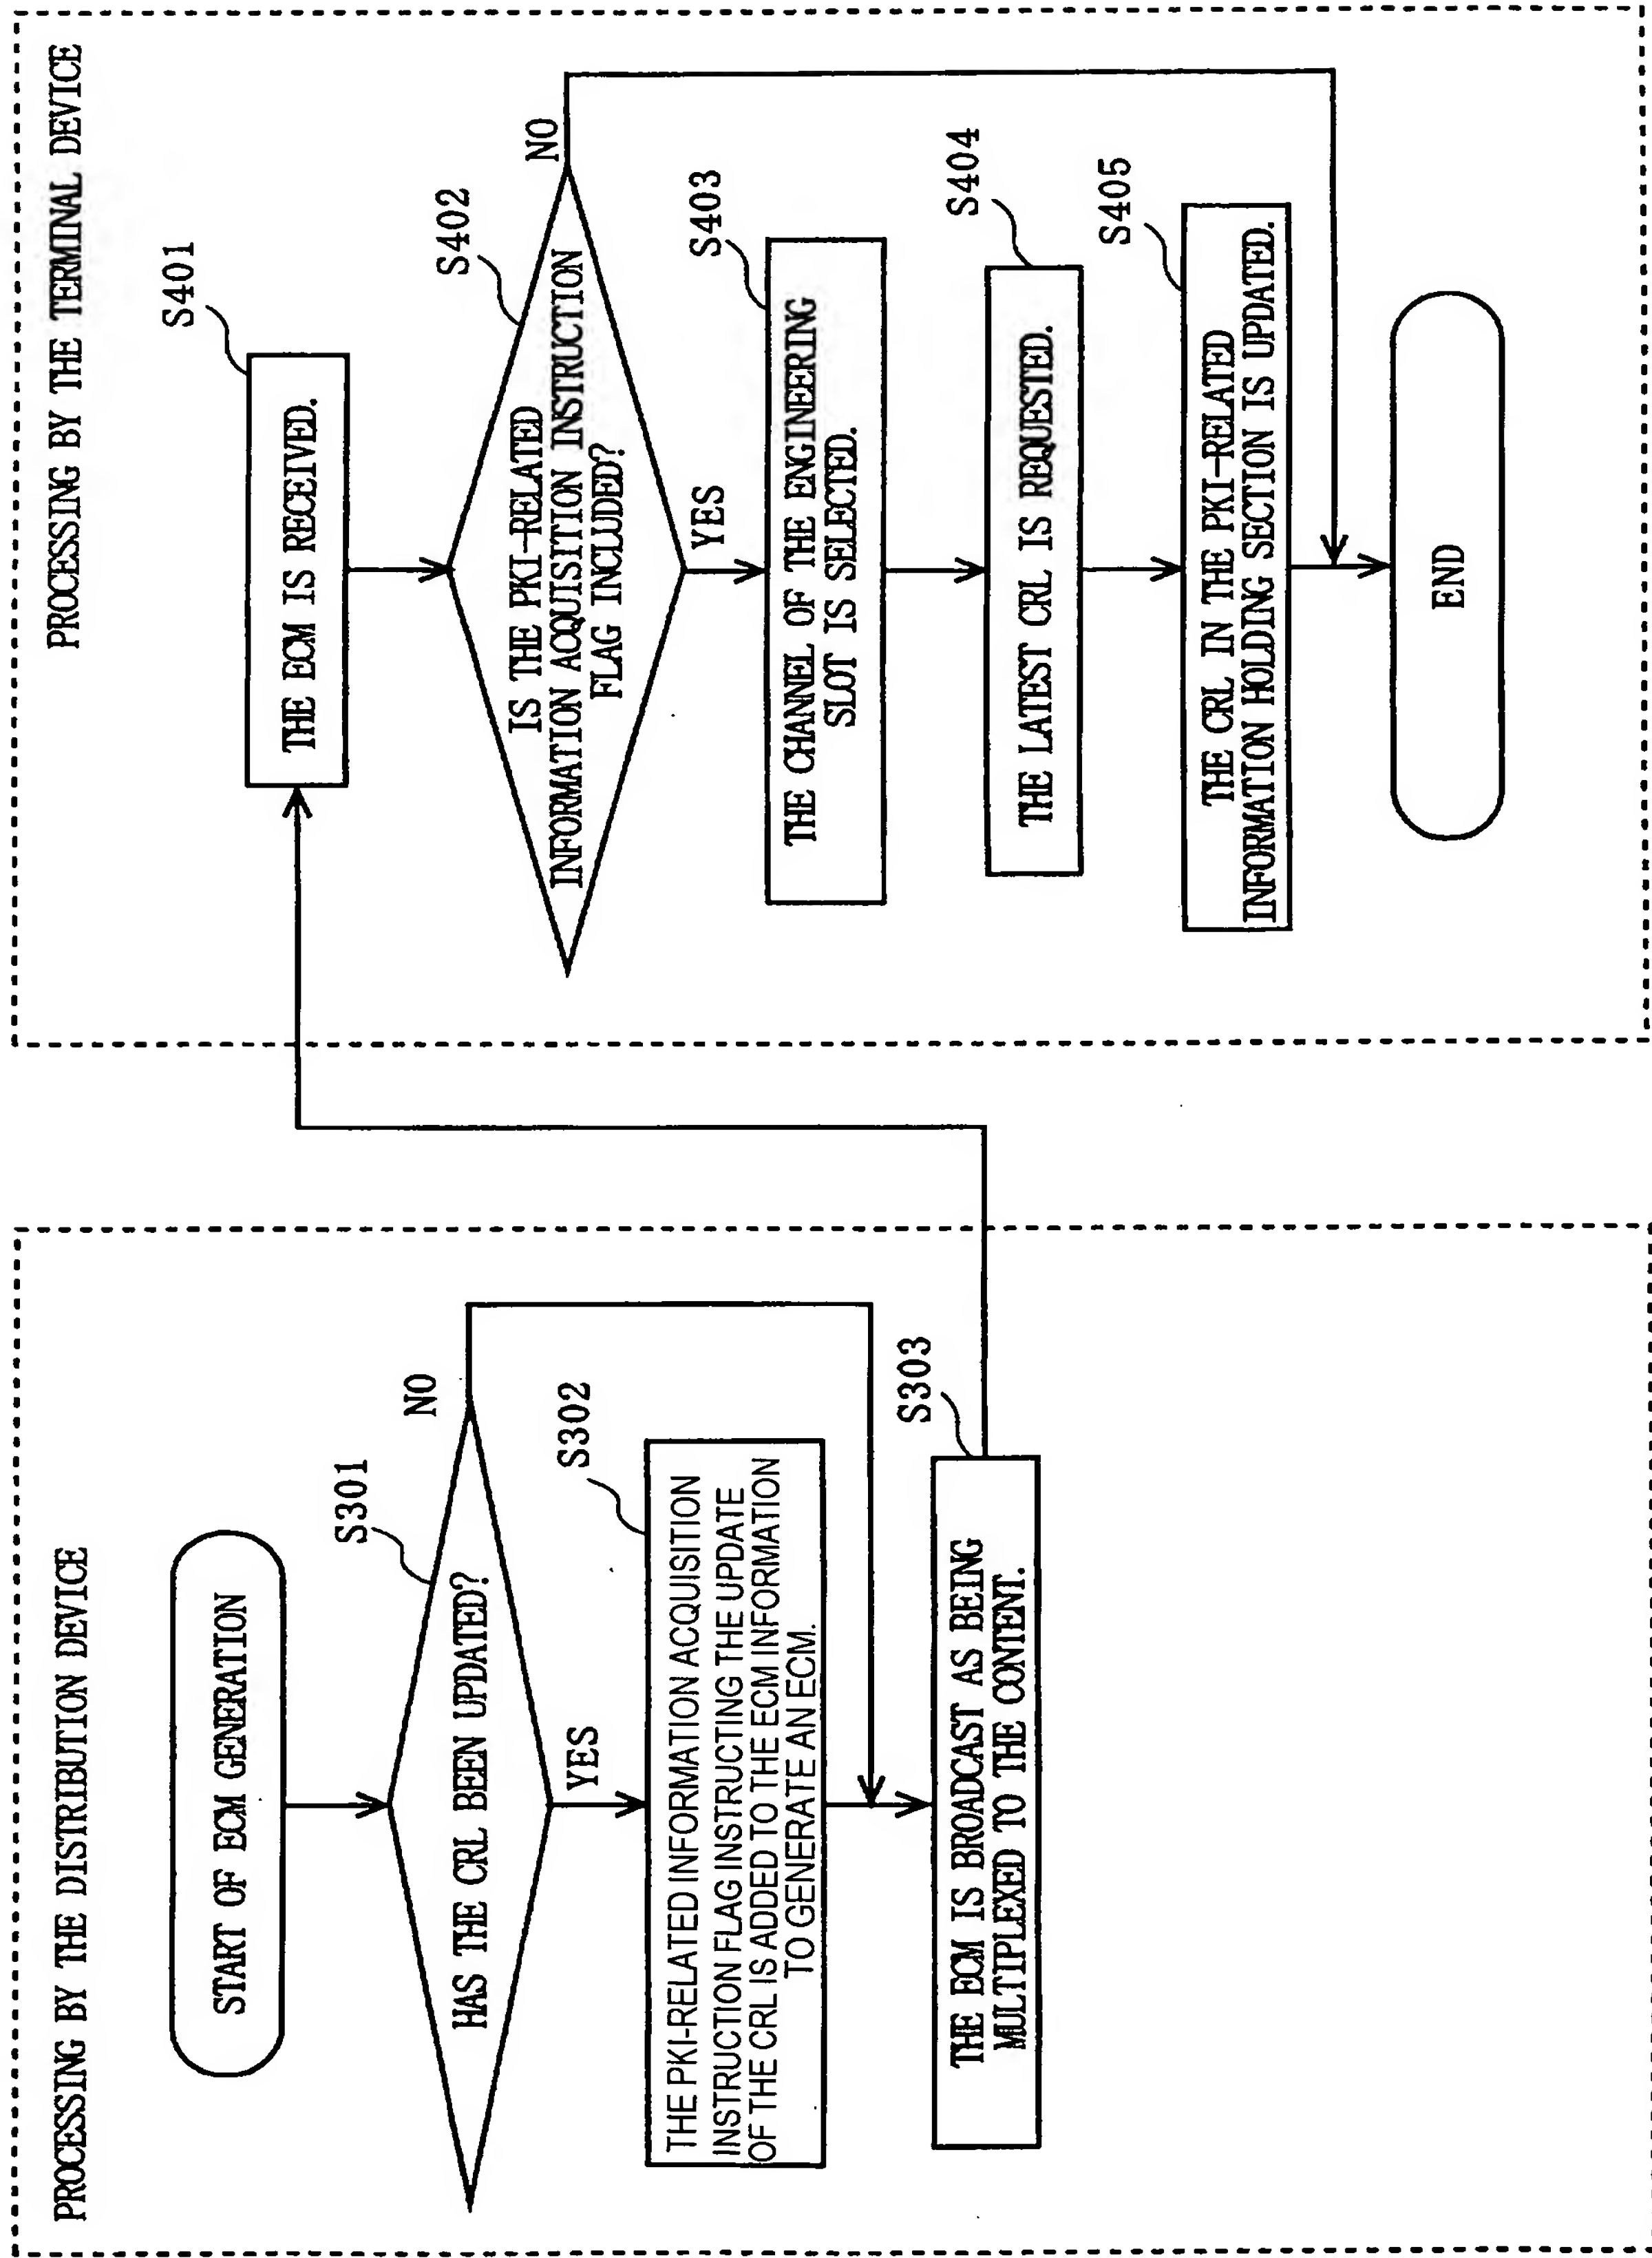 PROCESSING BY THE DISTRIBUTION DEVICE
START OF ECM GENERATION
S301
HAS THE CRL BEEN UPDATED?
NO
YES
S302
THE PKI-RELATED INFORMATION ACQUISITION
INSTRUCTION FLAG INSTRUCTING THE UPDATE
OF THE CRL IS ADDED TO THE ECM INFORMATION
TO GENERATE AN ECM.
S303
THE ECM IS BROADCAST AS BEING
MULTIPLEXED TO THE CONTENT.
PROCESSING BY THE TERMINAL DEVICE
S401
THE ECM IS RECEIVED.
S402
IS THE PKI-RELATED
INFORMATION ACQUISITION INSTRUCTION
FLAG INCLUDED?
NO
YES
S403
THE CHANNEL OF THE ENGINEERING
SLOT IS SELECTED.
S404
THE LATEST CRL IS REQUESTED.
S405
THE CRL IN THE PKI-RELATED
INFORMATION HOLDING SECTION IS UPDATED.
END